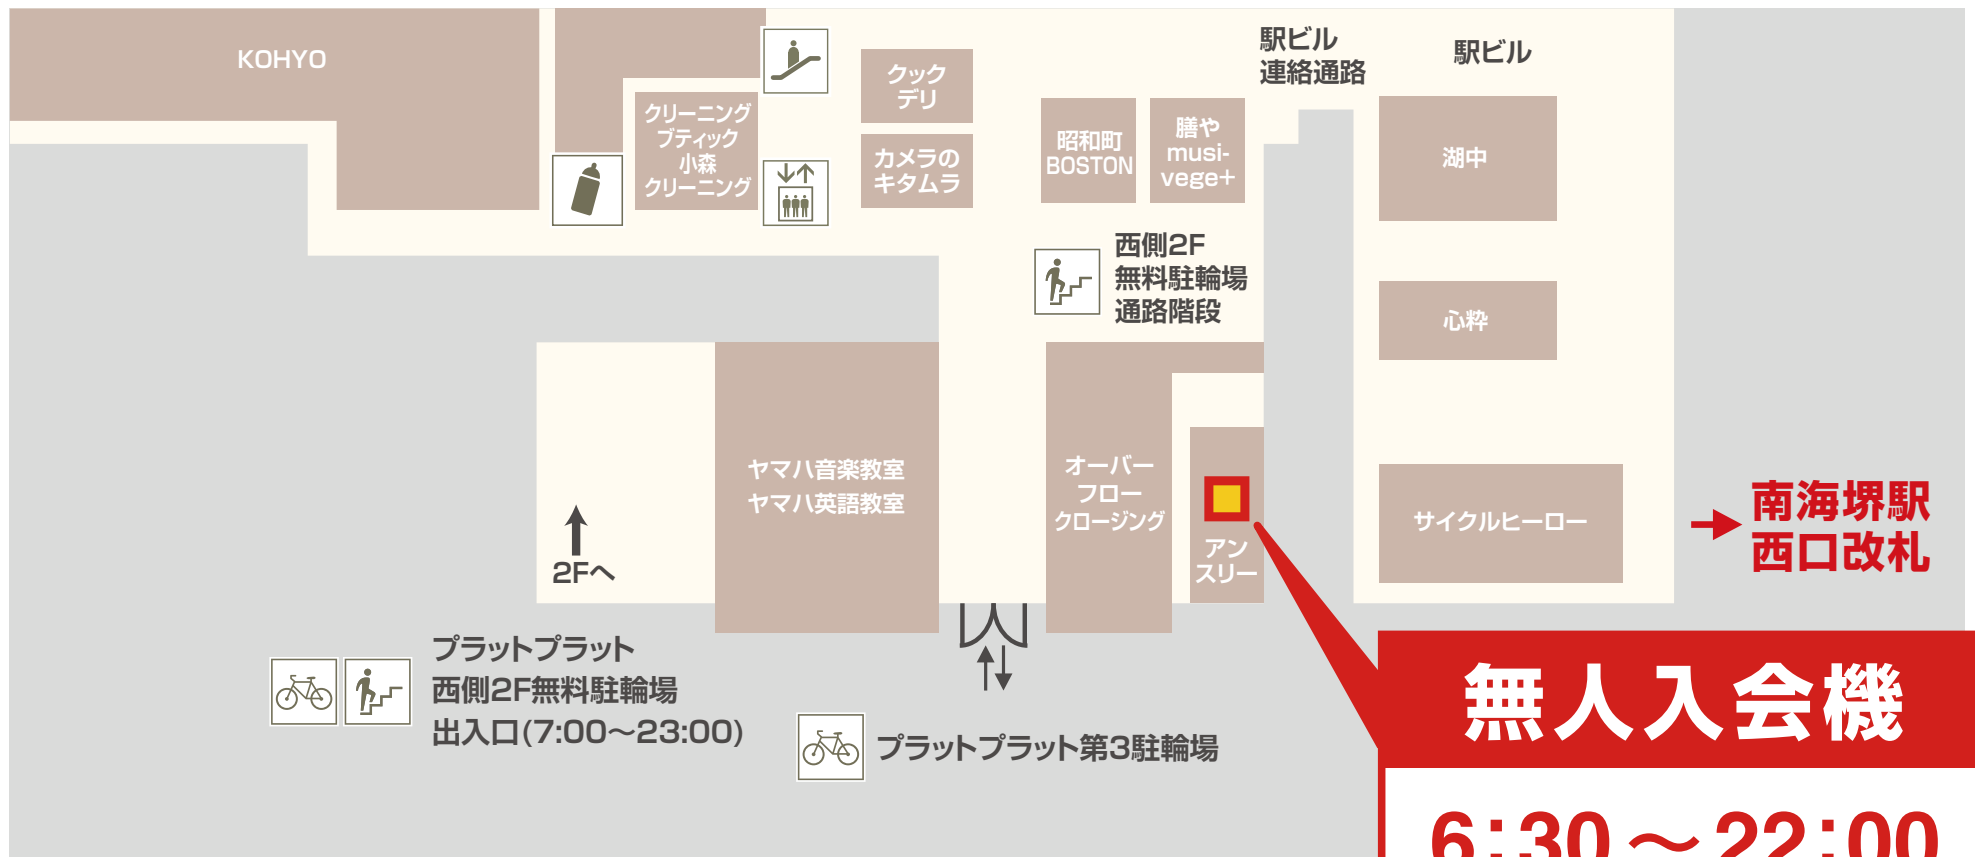 KOHYO
クリーニング
ブティック
小森
クリーニング
クック
デリ
カメラの
キタムラ
昭和町
BOSTON
膳や
musi-
vege+
駅ビル
連絡通路
駅ビル
湖中
西側2F
無料駐輪場
通路階段
心粋
ヤマハ音楽教室
ヤマハ英語教室
オーバー
フロー
クロージング
アン
スリー
サイクルヒーロー
南海堺駅
西口改札
2Fへ
プラットプラット
西側2F無料駐輪場
出入口(7:00〜23:00)
プラットプラット第3駐輪場
無人入会機
6:30〜22:00